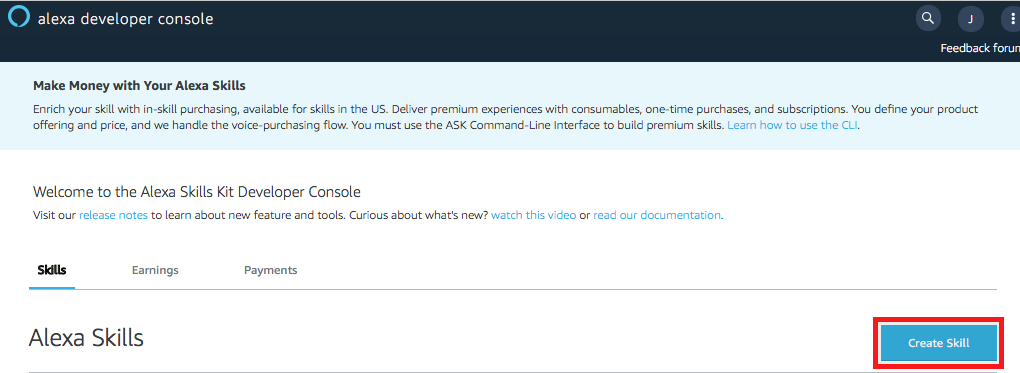 alexa developer console
J
Feedback forum
Make Money with Your Alexa Skills
Enrich your skill with in-skill purchasing, available for skills in the US. Deliver premium experiences with consumables, one-time purchases, and subscriptions. You define your product
offering and price, and we handle the voice-purchasing flow. You must use the ASK Command-Line Interface to build premium skills. Learn how to use the CLI.
Welcome to the Alexa Skills Kit Developer Console
Visit our release notes to learn about new feature and tools. Curious about what's new? watch this video or read our documentation.
Skills Earnings Payments
Alexa Skills
Create Skill